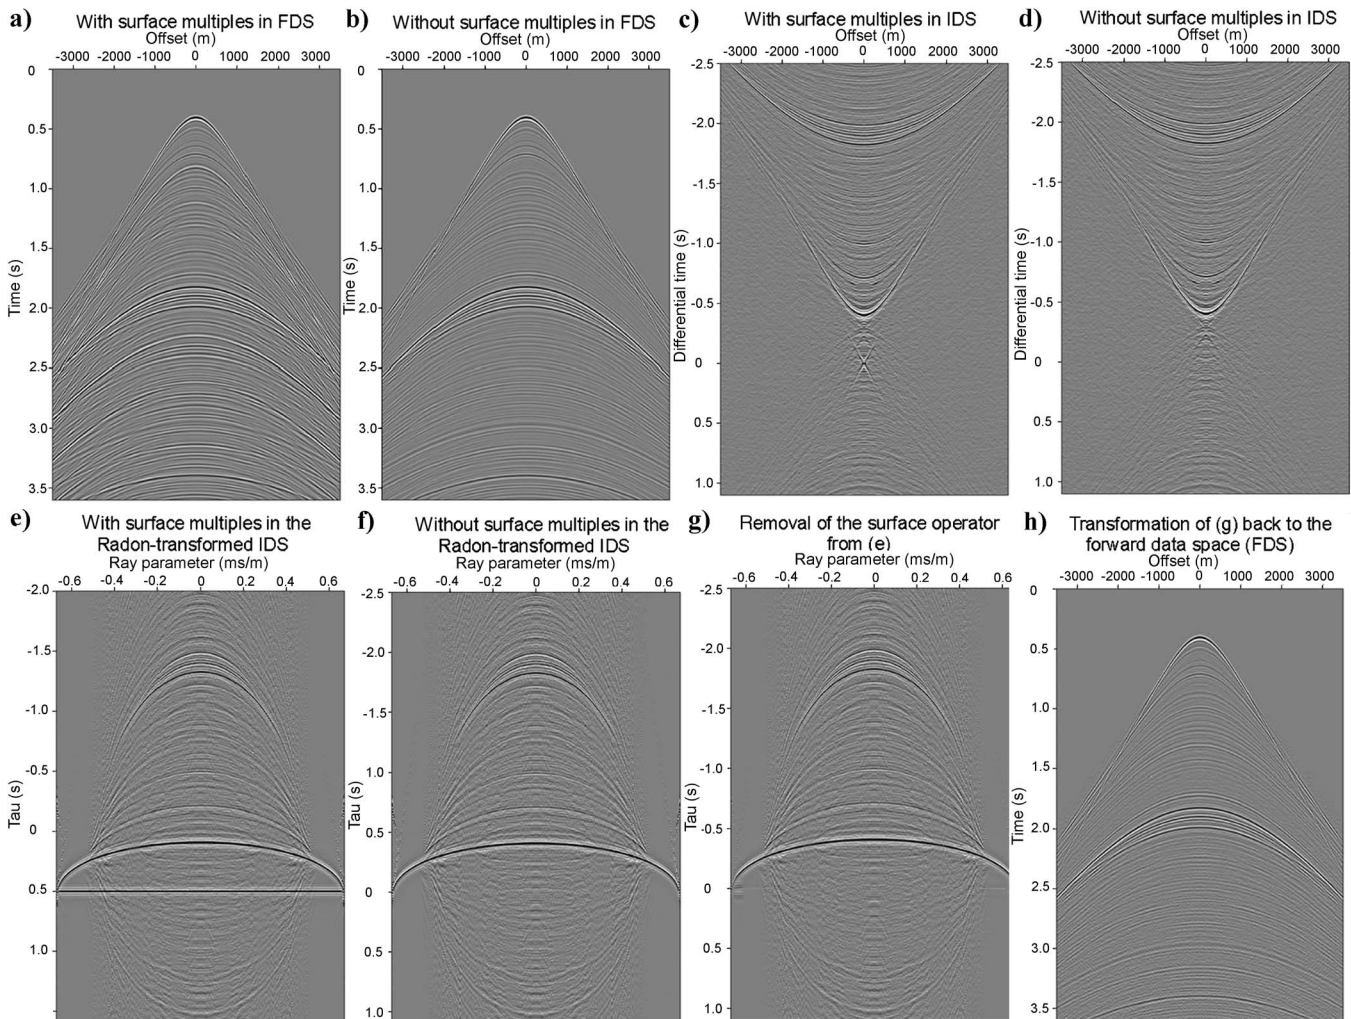 a) With surface multiples in FDS
Offset (m)
-3000 -2000 -1000 0 1000 2000 3000
0
0.5
1.0
1.5
2.0
2.5
3.0
3.5
Time (s)
b) Without surface multiples in FDS
Offset (m)
-3000 -2000 -1000 0 1000 2000 3000
0
0.5
1.0
1.5
2.0
2.5
3.0
3.5
Time (s)
c) With surface multiples in IDS
Offset (m)
-3000 -2000 -1000 0 1000 2000 3000
-2.5
-2.0
-1.5
-1.0
-0.5
0
0.5
1.0
Differential time (s)
d) Without surface multiples in IDS
Offset (m)
-3000 -2000 -1000 0 1000 2000 3000
-2.5
-2.0
-1.5
-1.0
-0.5
0
0.5
1.0
Differential time (s)
e) With surface multiples in the
Radon-transformed IDS
Ray parameter (ms/m)
-0.6 -0.4 -0.2 0 0.2 0.4 0.6
-2.0
-1.5
-1.0
-0.5
0
0.5
1.0
Tau (s)
f) Without surface multiples in the
Radon-transformed IDS
Ray parameter (ms/m)
-0.6 -0.4 -0.2 0 0.2 0.4 0.6
-2.5
-2.0
-1.5
1.0
0.5
0
0.5
1.0
Tau (s)
g) Removal of the surface operator
from (e)
Ray parameter (ms/m)
-0.6 -0.4 -0.2 0 0.2 0.4 0.6
-2.5
-2.0
-1.5
-1.0
-0.5
0
0.5
1.0
Tau (s)
h) Transformation of (g) back to the
forward data space (FDS)
Offset (m)
-3000 -2000 -1000 0 1000 2000 3000
0
0.5
1.0
1.5
2.0
2.5
3.0
3.5
Time (s)